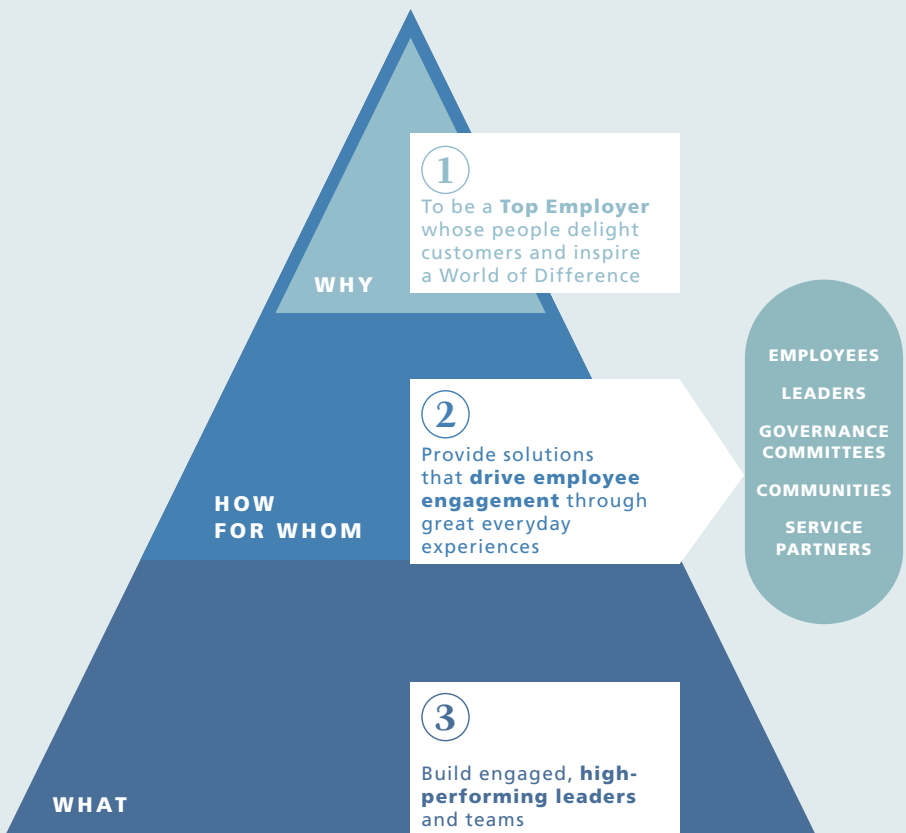 1
To be a Top Employer
whose people delight
customers and inspire
a World of Difference
WHY
2
Provide solutions
that drive employee
engagement through
great everyday
experiences
HOW
FOR WHOM
EMPLOYEES
LEADERS
GOVERNANCE
COMMITTEES
COMMUNITIES
SERVICE
PARTNERS
3
Build engaged, high-
performing leaders
and teams
WHAT